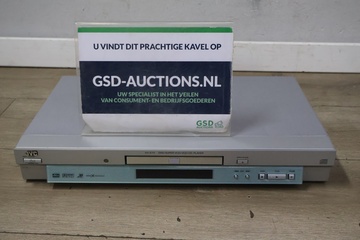 U VINDT DIT PRACHTIGE KAVEL OP
GSD-AUCTIONS.NL
UW SPECIALIST IN HET VEILEN
VAN CONSUMENT- EN BEDRIJFSGOEDEREN
GSD
JVC